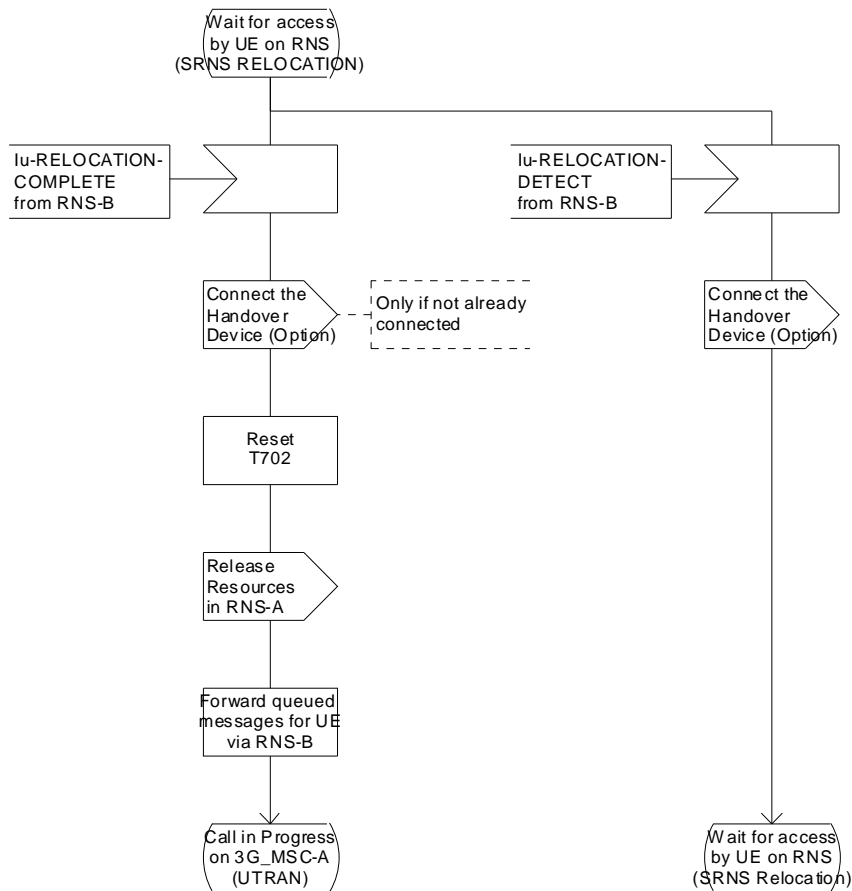 Wait for access
by UE on RNS
(SRNS RELOCATION)
Iu-RELOCATION-
COMPLETE
from RNS-B
Iu-RELOCATION-
DETECT
from RNS-B
Connect the
Handover
Device (Option)
Only if not already
connected
Connect the
Handover
Device (Option)
Reset
T702
Release
Resources
in RNS-A
Forward queued
messages for UE
via RNS-B
Call in Progress
on 3G_MSC-A
(UTRAN)
Wait for access
by UE on RNS
(SRNS Relocation)